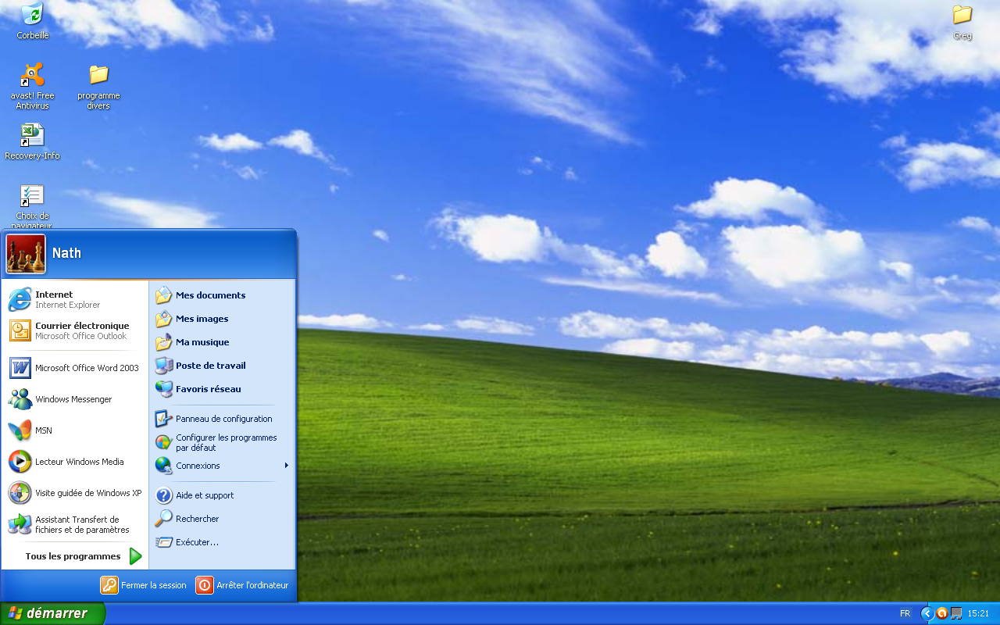 Corbeille
Greg
avast! Free
Antivirus
programme
divers
Recovery-Info
Choix de
navigateur
Nath
Internet
Internet Explorer
Courrier électronique
Microsoft Office Outlook
Microsoft Office Word 2003
Windows Messenger
MSN
Lecteur Windows Media
Visite guidée de Windows XP
Assistant Transfert de
fichiers et de paramètres
Tous les programmes
Mes documents
Mes images
Ma musique
Poste de travail
Favoris réseau
Panneau de configuration
Configurer les programmes
par défaut
Connexions
Aide et support
Rechercher
Exécuter...
Fermer la session
Arrêter l'ordinateur
démarrer
FR
15:21